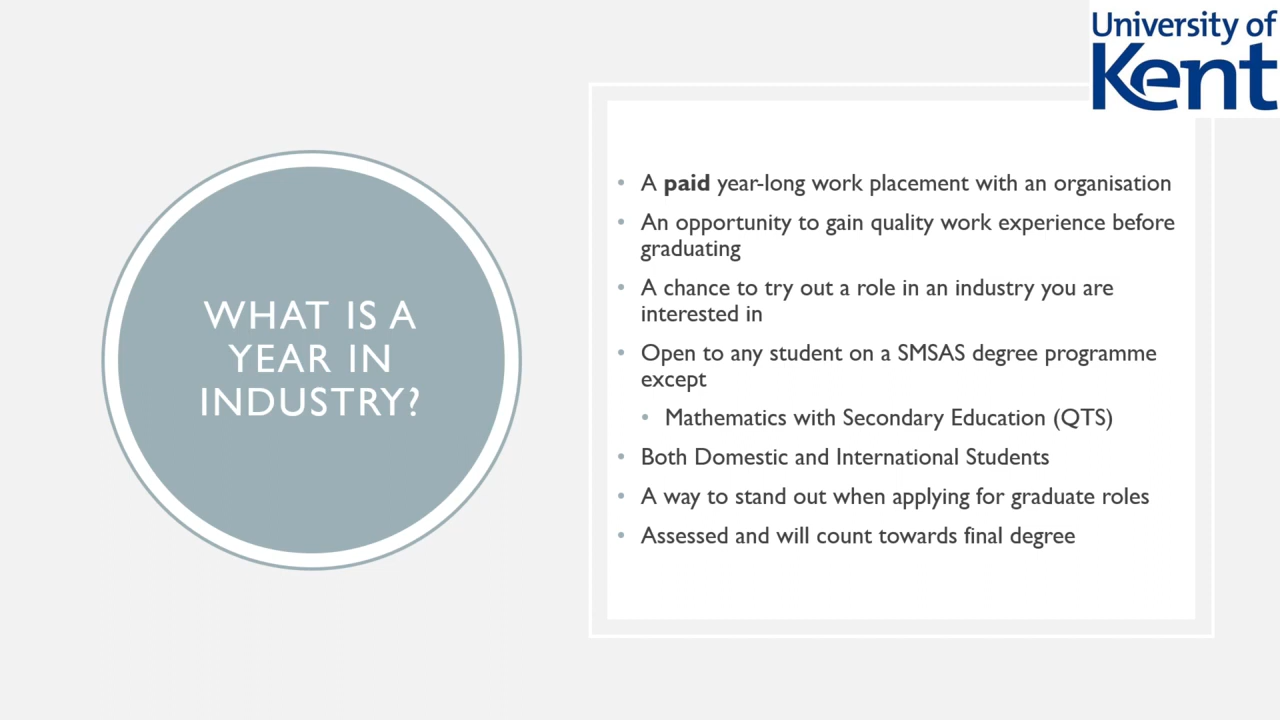 University of
Kent
WHAT IS A
YEAR IN
INDUSTRY?
• A paid year-long work placement with an organisation
• An opportunity to gain quality work experience before
graduating
• A chance to try out a role in an industry you are
interested in
• Open to any student on a SMSAS degree programme
except
• Mathematics with Secondary Education (QTS)
• Both Domestic and International Students
• A way to stand out when applying for graduate roles
• Assessed and will count towards final degree